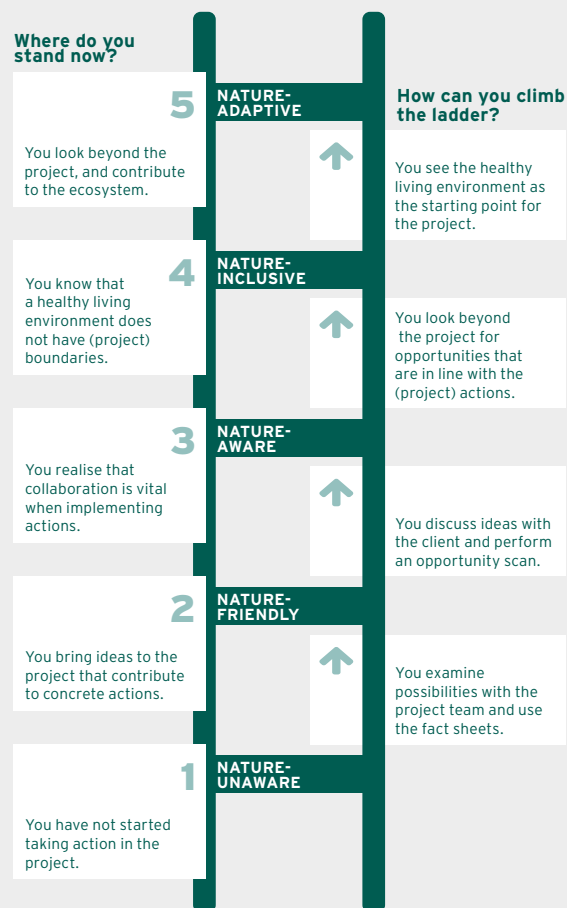 Where do you
stand now?
5
NATURE-
ADAPTIVE
You look beyond the
project, and contribute
to the ecosystem.
How can you climb
the ladder?
You see the healthy
living environment as
the starting point for
the project.
4
NATURE-
INCLUSIVE
You know that
a healthy living
environment does
not have (project)
boundaries.
You look beyond
the project for
opportunities that
are in line with the
(project) actions.
3
NATURE-
AWARE
You realise that
collaboration is vital
when implementing
actions.
You discuss ideas with
the client and perform
an opportunity scan.
2
NATURE-
FRIENDLY
You bring ideas to the
project that contribute
to concrete actions.
You examine
possibilities with the
project team and use
the fact sheets.
1
NATURE-
UNAWARE
You have not started
taking action in the
project.